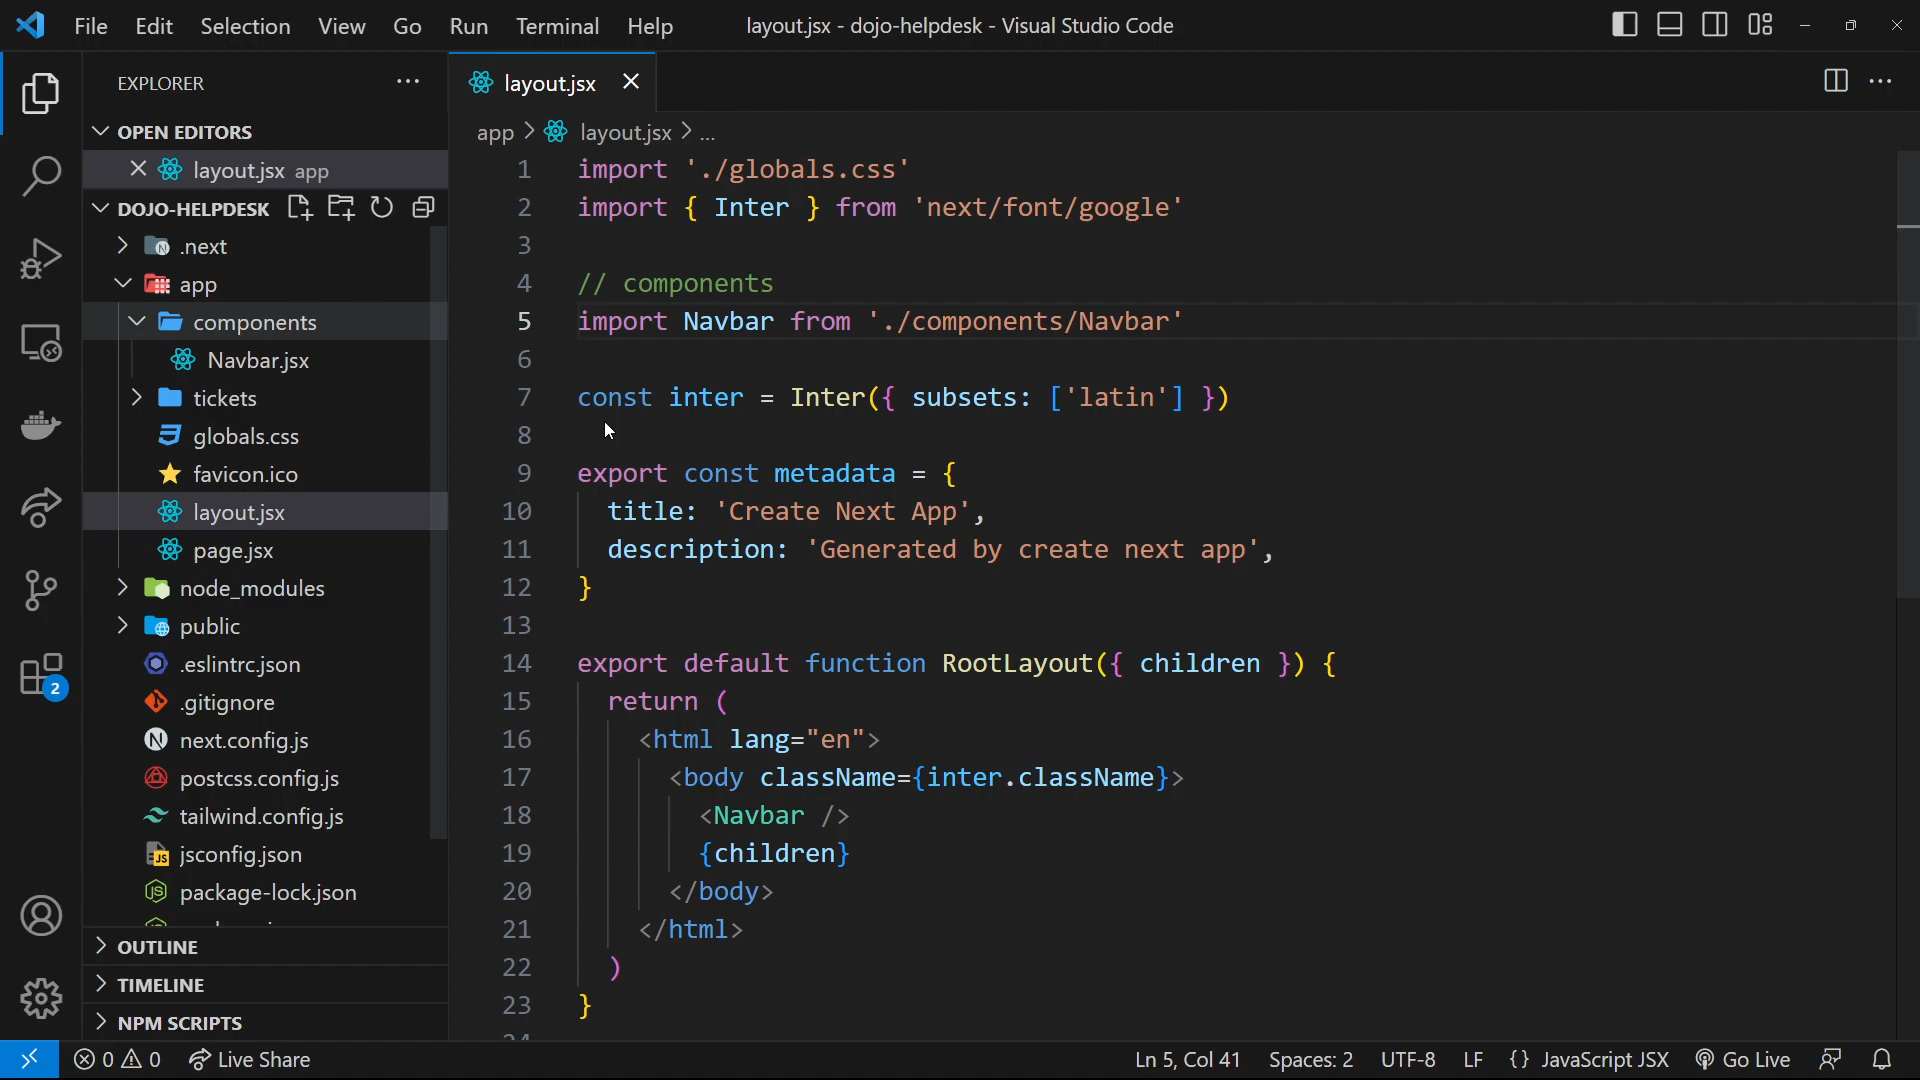 File Edit Selection View Go Run Terminal Help
layout.jsx - dojo-helpdesk - Visual Studio Code
EXPLORER
OPEN EDITORS
layout.jsx app
DOJO-HELPDESK
.next
app
components
Navbar.jsx
tickets
globals.css
favicon.ico
layout.jsx
page.jsx
node_modules
public
.eslintrc.json
.gitignore
next.config.js
postcss.config.js
tailwind.config.js
jsconfig.json
package-lock.json
OUTLINE
TIMELINE
NPM SCRIPTS
2
layout.jsx
app > layout.jsx > ...
1 import './globals.css'
2 import { Inter } from 'next/font/google'
3
4 // components
5 import Navbar from './components/Navbar'
6
7 const inter = Inter({ subsets: ['latin'] })
8
9 export const metadata = {
10 title: 'Create Next App',
11 description: 'Generated by create next app',
12 }
13
14 export default function RootLayout({ children }) {
15 return (
16 <html lang="en">
17 <body className={inter.className}>
18 <Navbar />
19 {children}
20 </body>
21 </html>
22 )
23 }
0 0 Live Share
Ln 5, Col 41 Spaces: 2 UTF-8 LF {} JavaScript JSX Go Live